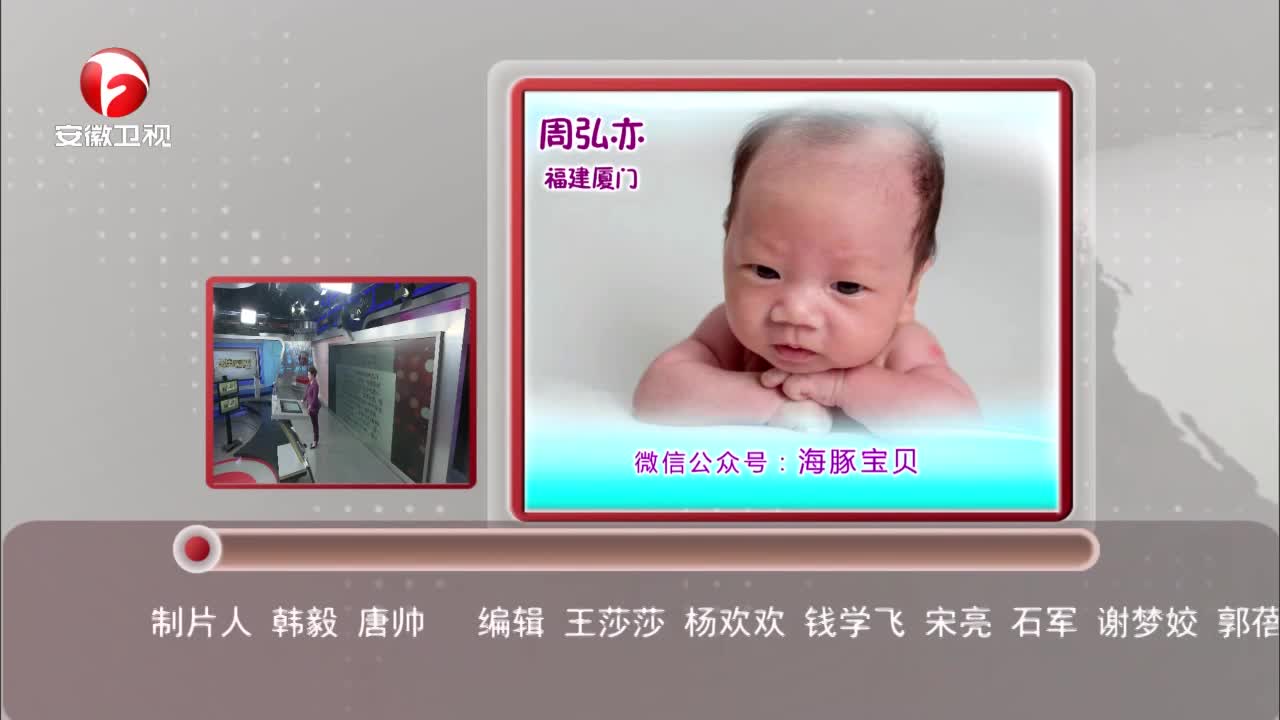 安徽卫视
周弘亦
福建厦门
微信公众号：海豚宝贝
制片人 韩毅 唐帅 编辑 王莎莎 杨欢欢 钱学飞 宋亮 石军 谢梦姣 郭蓓